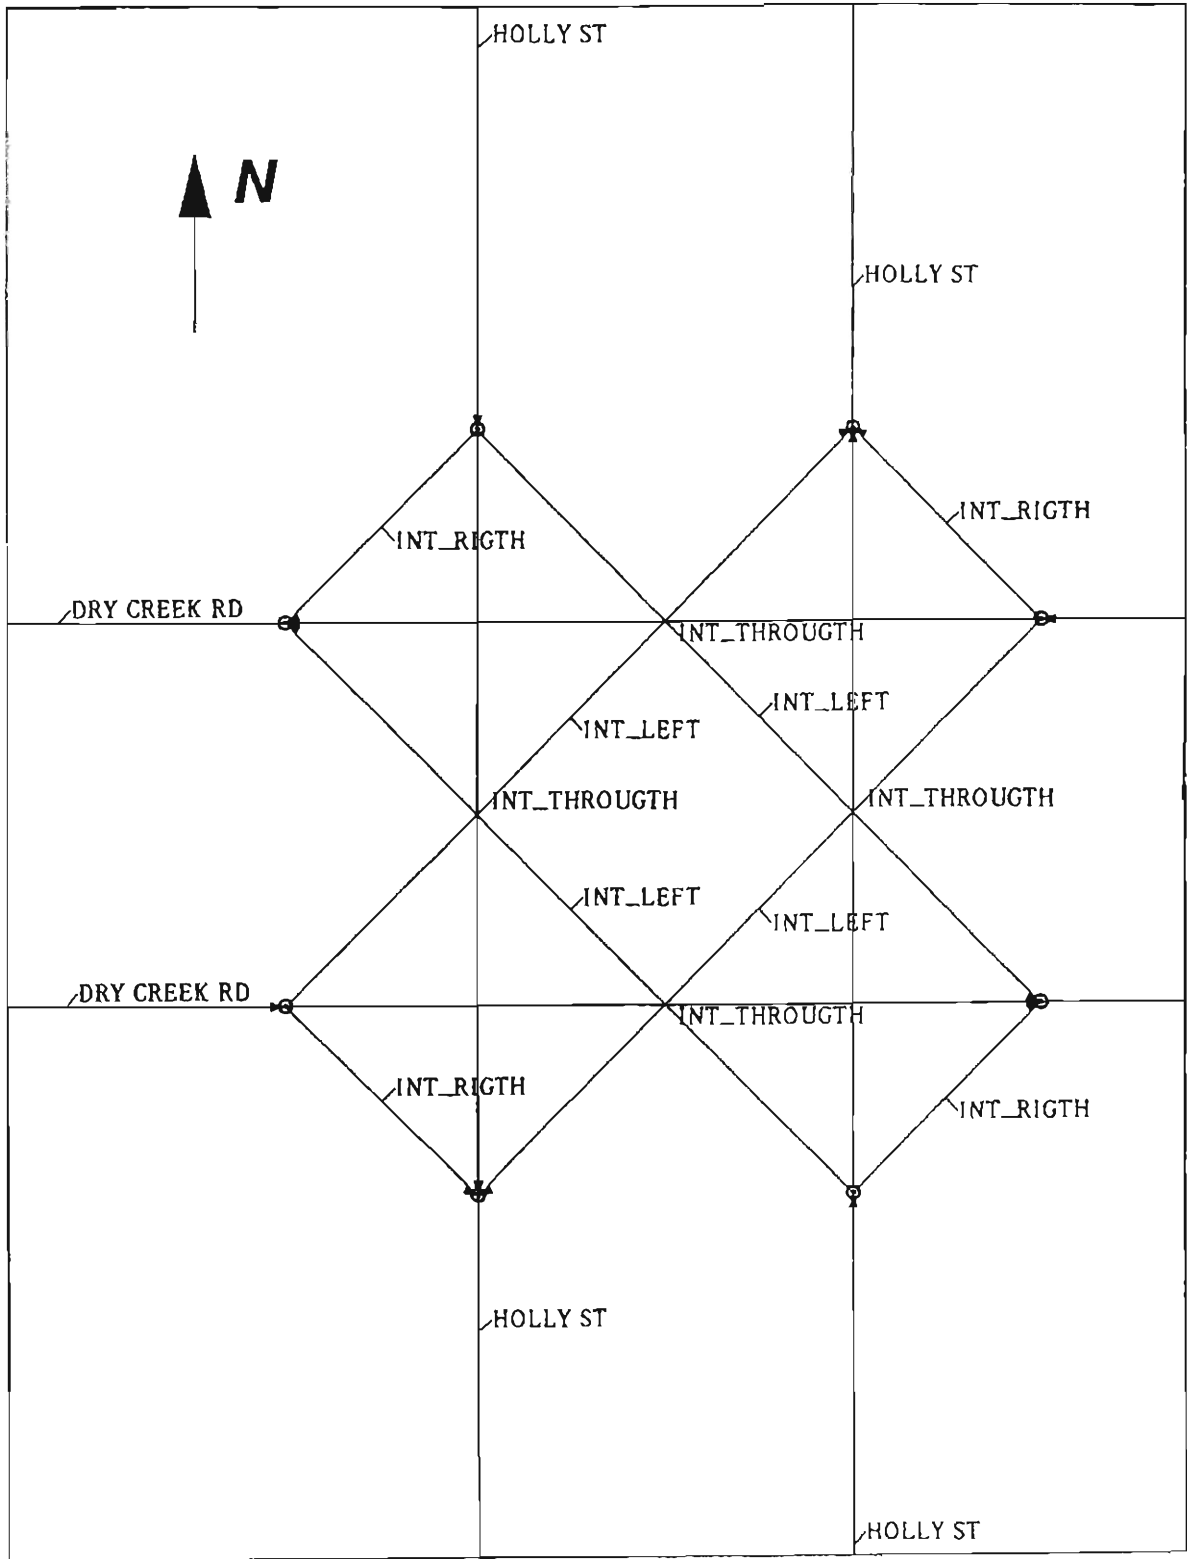 HOLLY ST
N
HOLLY ST
INT_RIGTH
INT_RIGTH
DRY CREEK RD
INT_THROUGTH
INT_LEFT
INT_LEFT
INT_THROUGTH
INT_THROUGTH
INT_LEFT
INT_LEFT
DRY CREEK RD
INT_THROUGTH
INT_RIGTH
INT_RIGTH
HOLLY ST
HOLLY ST